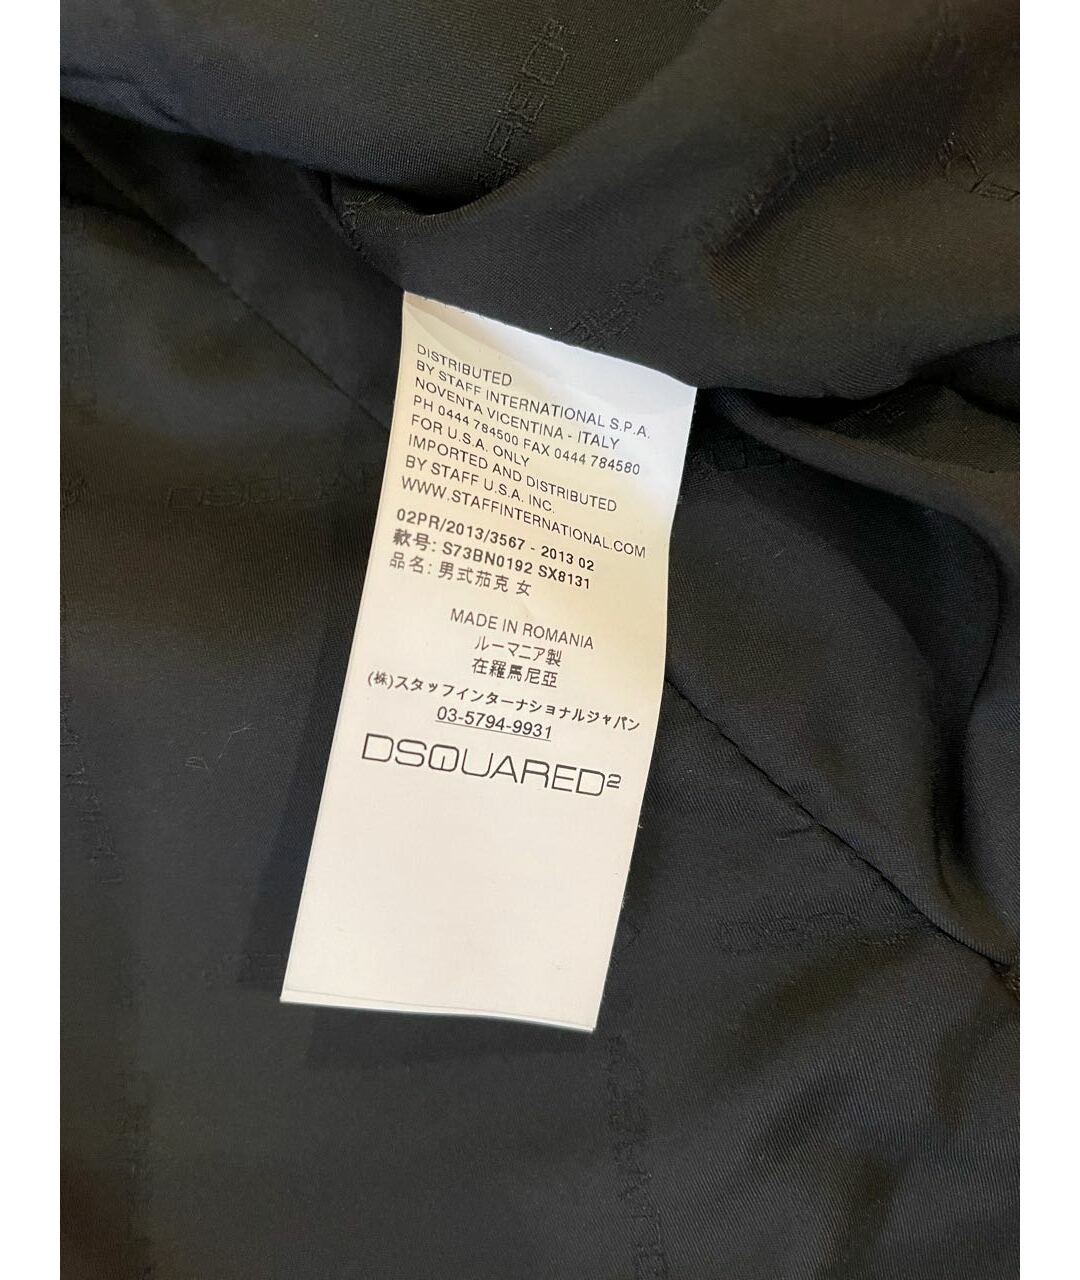 DISTRIBUTED
BY STAFF INTERNATIONAL S.P.A.
NOVENTA VICENTINA - ITALY
PH 0444 784500 FAX 0444 784580
FOR U.S.A. ONLY
IMPORTED AND DISTRIBUTED
BY STAFF U.S.A. INC.
WWW.STAFFINTERNATIONAL.COM
02PR/2013/3567 - 2013 02
款号: S73BN0192 SX8131
品名: 男式茄克 女
MADE IN ROMANIA
ルーマニア製
在羅馬尼亞
(株)スタッフインターナショナルジャパン
03-5794-9931
DSQUARED2